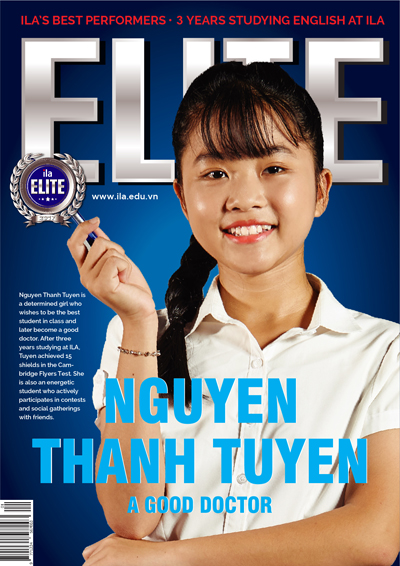 ILA'S BEST PERFORMERS • 3 YEARS STUDYING ENGLISH AT ILA
ELITE
ila
ELITE
www.ila.edu.vn
Nguyen Thanh Tuyen is
a determined girl who
wishes to be the best
student in class and
later become a good
doctor. After three
years studying at ILA,
Tuyen achieved 15
shields in the Cam-
bridge Flyers Test. She
is also an energetic
student who actively
participates in contests
and social gatherings
with friends.
NGUYEN
THANH TUYEN
A GOOD DOCTOR